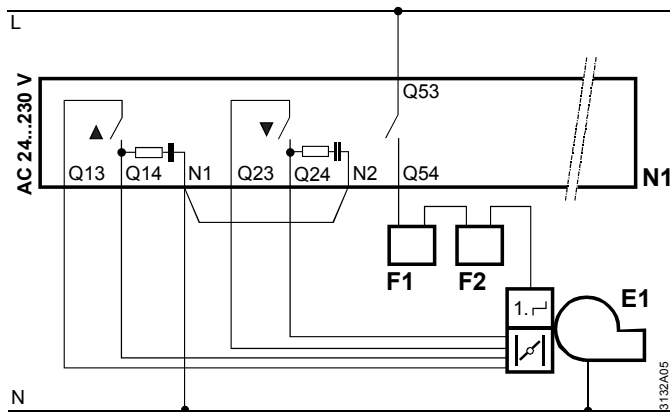 L
AC 24...230 V
Q53
Q13 Q14 N1 Q23 Q24 N2 Q54
N1
F1 F2
E1
1.
N
3132A05